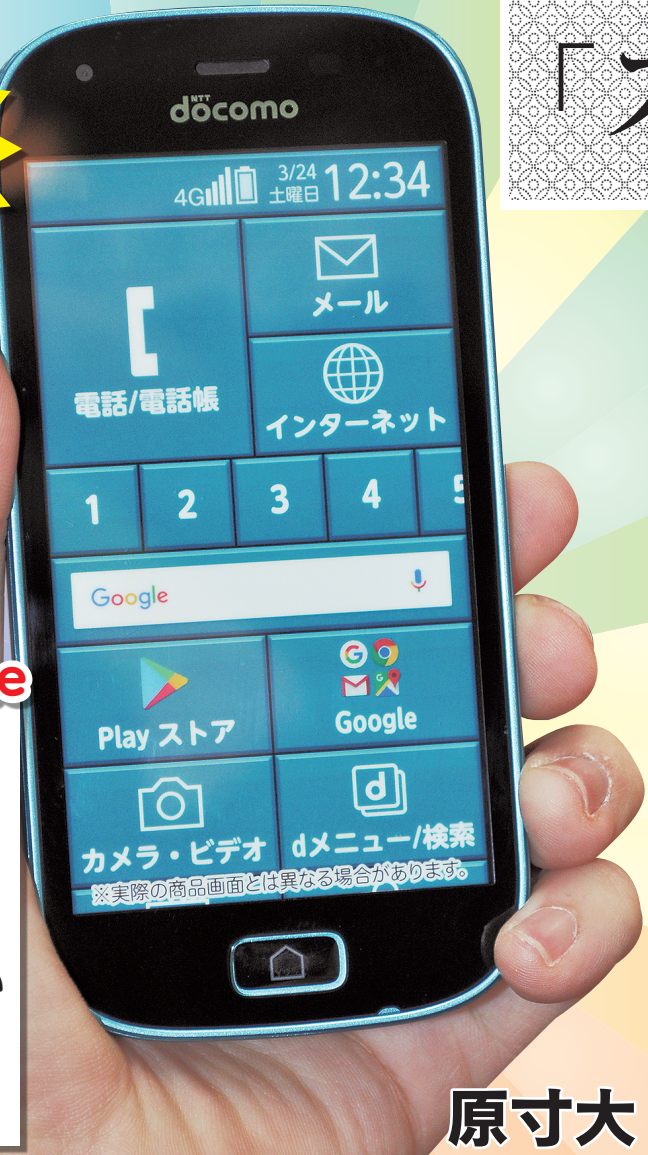 NTT
docomo
4G
3/24
土曜日
12:34
電話/電話帳
メール
インターネット
1
2
3
4
5
Google
Play ストア
Google
カメラ・ビデオ
dメニュー/検索
※実際の商品画面とは異なる場合があります。
e
原寸大